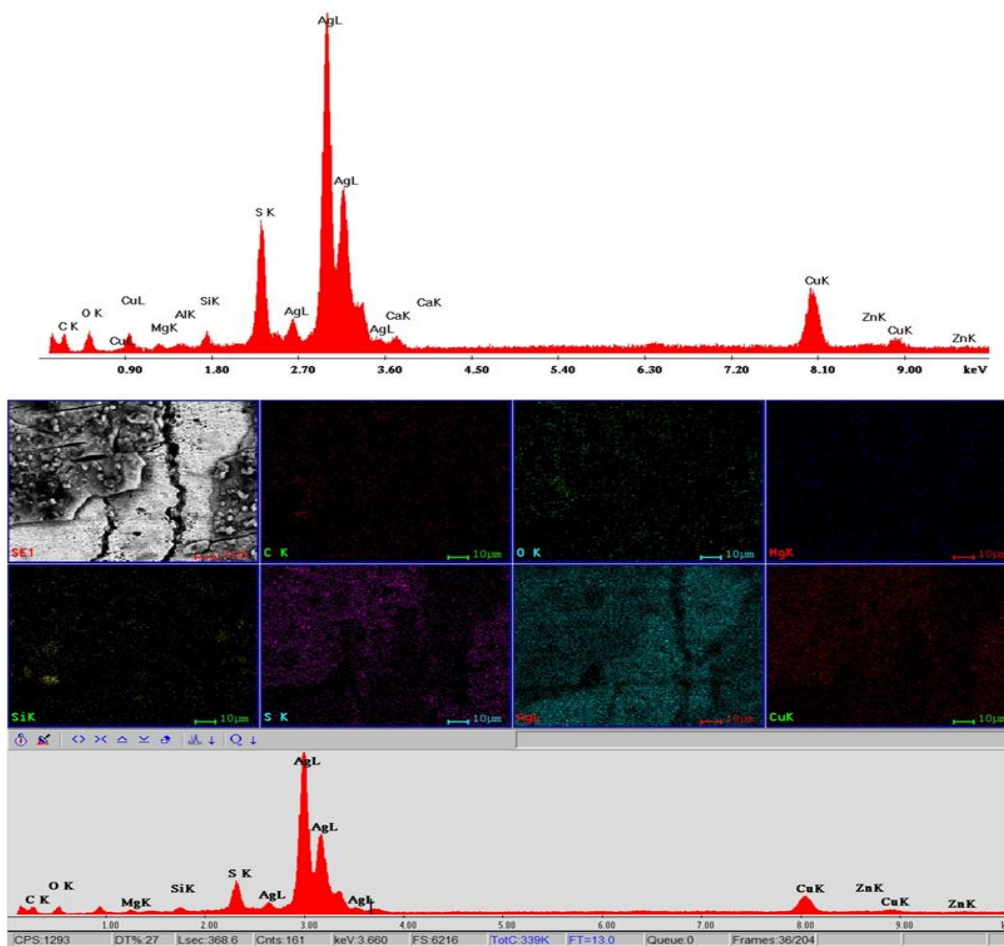 AgL
AgL
S K
CuK
CaK
SiK
CuL
O K
AlK
AgL
CaK
ZnK
C K
MgK
CuL
AgL
CuK
ZnK
0.90 1.80 2.70 3.60 4.50 5.40 6.30 7.20 8.10 9.00 keV
SE1
C K 10µm
O K 10µm
MgK 10µm
SiK 10µm
S K 10µm
AgL 10µm
CuK 10µm
AgL
AgL
S K
SiK
O K
C K
MgK
AgL
AgL
CuK
ZnK
CuK
ZnK
1.00 2.00 3.00 4.00 5.00 6.00 7.00 8.00 9.00
CPS:1293 DT%:27 Lsec:368.6 Cnts:161 keV:3.660 FS:6216 TotC:339K FT=13.0 Queue:0 Frames:36/204